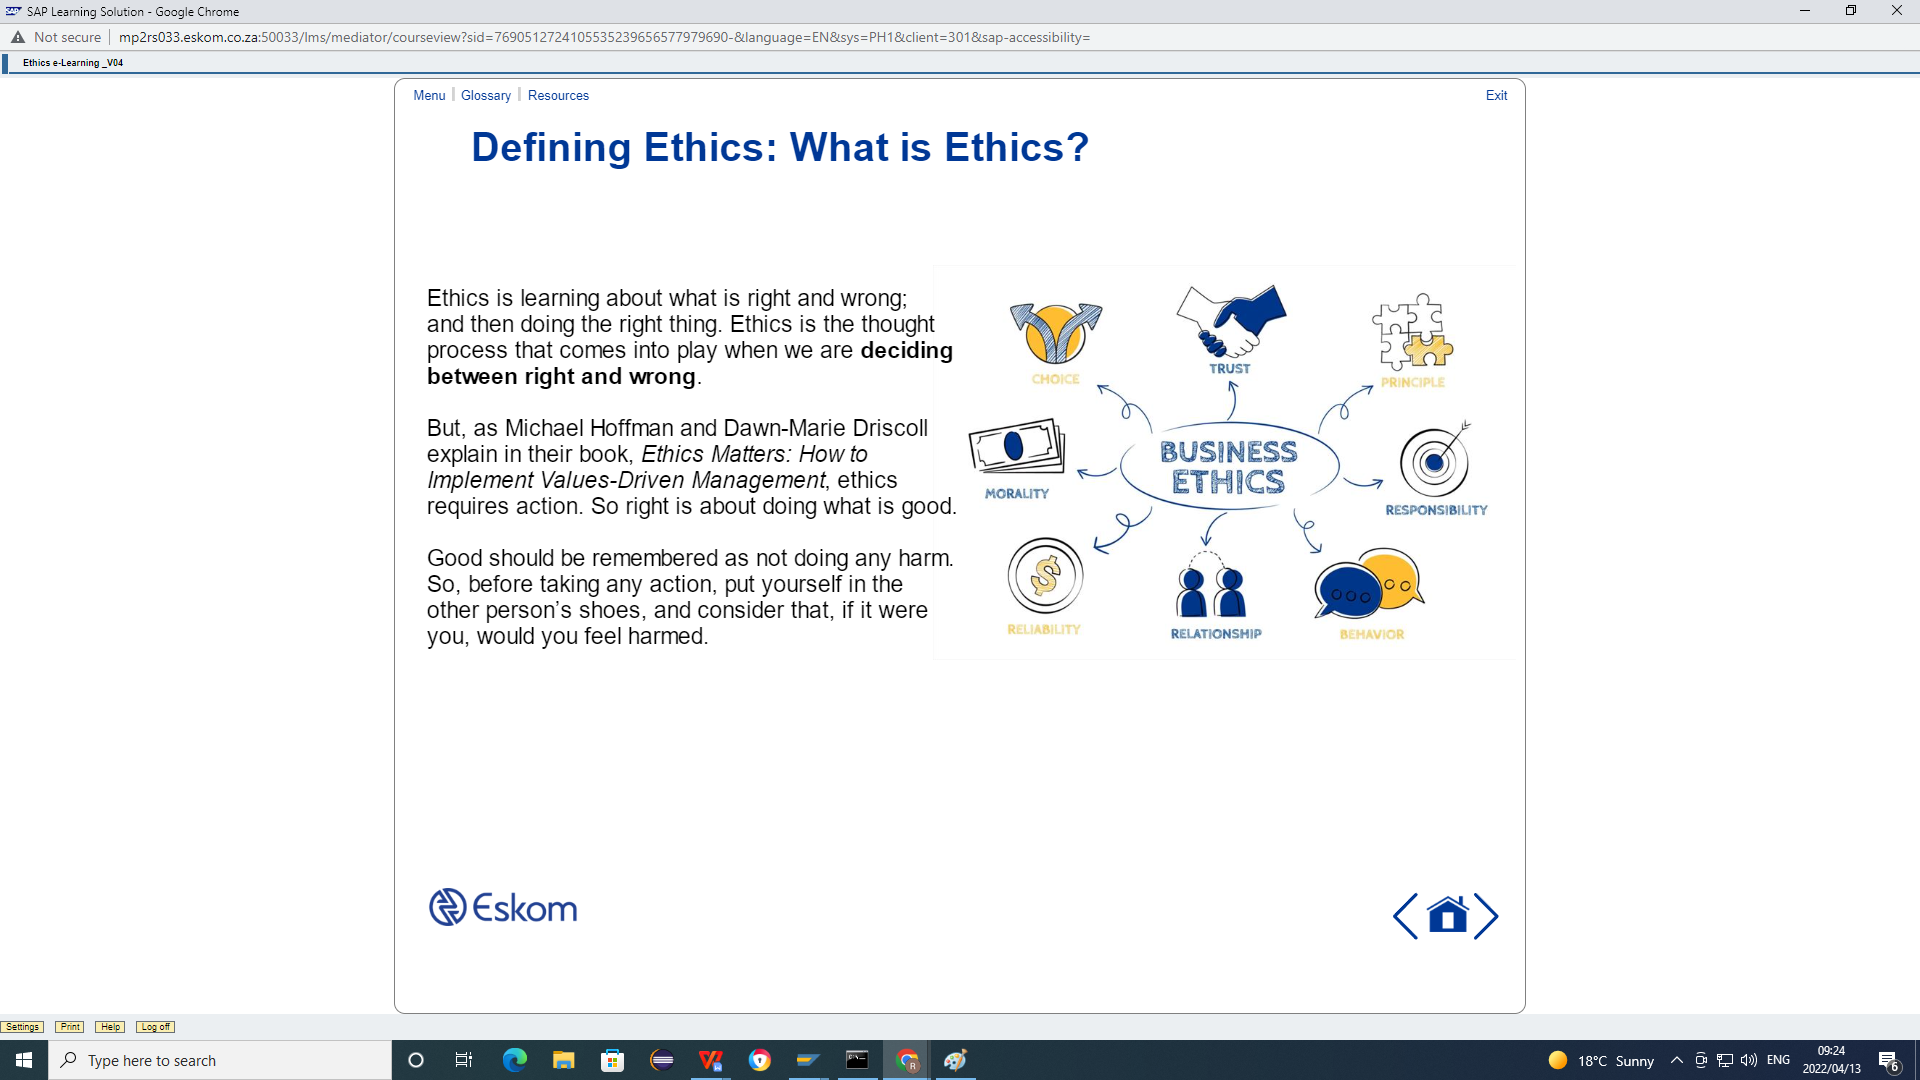 SAP Learning Solution - Google Chrome
Not secure
mp2rs033.eskom.co.za:50033/lms/mediator/courseview?sid=7690512724105535239656577979690-&language=EN&sys=PH1&client=301&sap-accessibility=
Ethics e-Learning _V04
Menu Glossary Resources Exit
Defining Ethics: What is Ethics?
Ethics is learning about what is right and wrong;
and then doing the right thing. Ethics is the thought
process that comes into play when we are deciding
between right and wrong.
But, as Michael Hoffman and Dawn-Marie Driscoll
explain in their book, Ethics Matters: How to
Implement Values-Driven Management, ethics
requires action. So right is about doing what is good.
Good should be remembered as not doing any harm.
So, before taking any action, put yourself in the
other person’s shoes, and consider that, if it were
you, would you feel harmed.
CHOICE
TRUST
PRINCIPLE
BUSINESS
ETHICS
MORALITY
RESPONSIBILITY
RELIABILITY
RELATIONSHIP
BEHAVIOR
Eskom
Settings Print Help Log off
Type here to search
18°C Sunny
ENG
09:24
2022/04/13
6